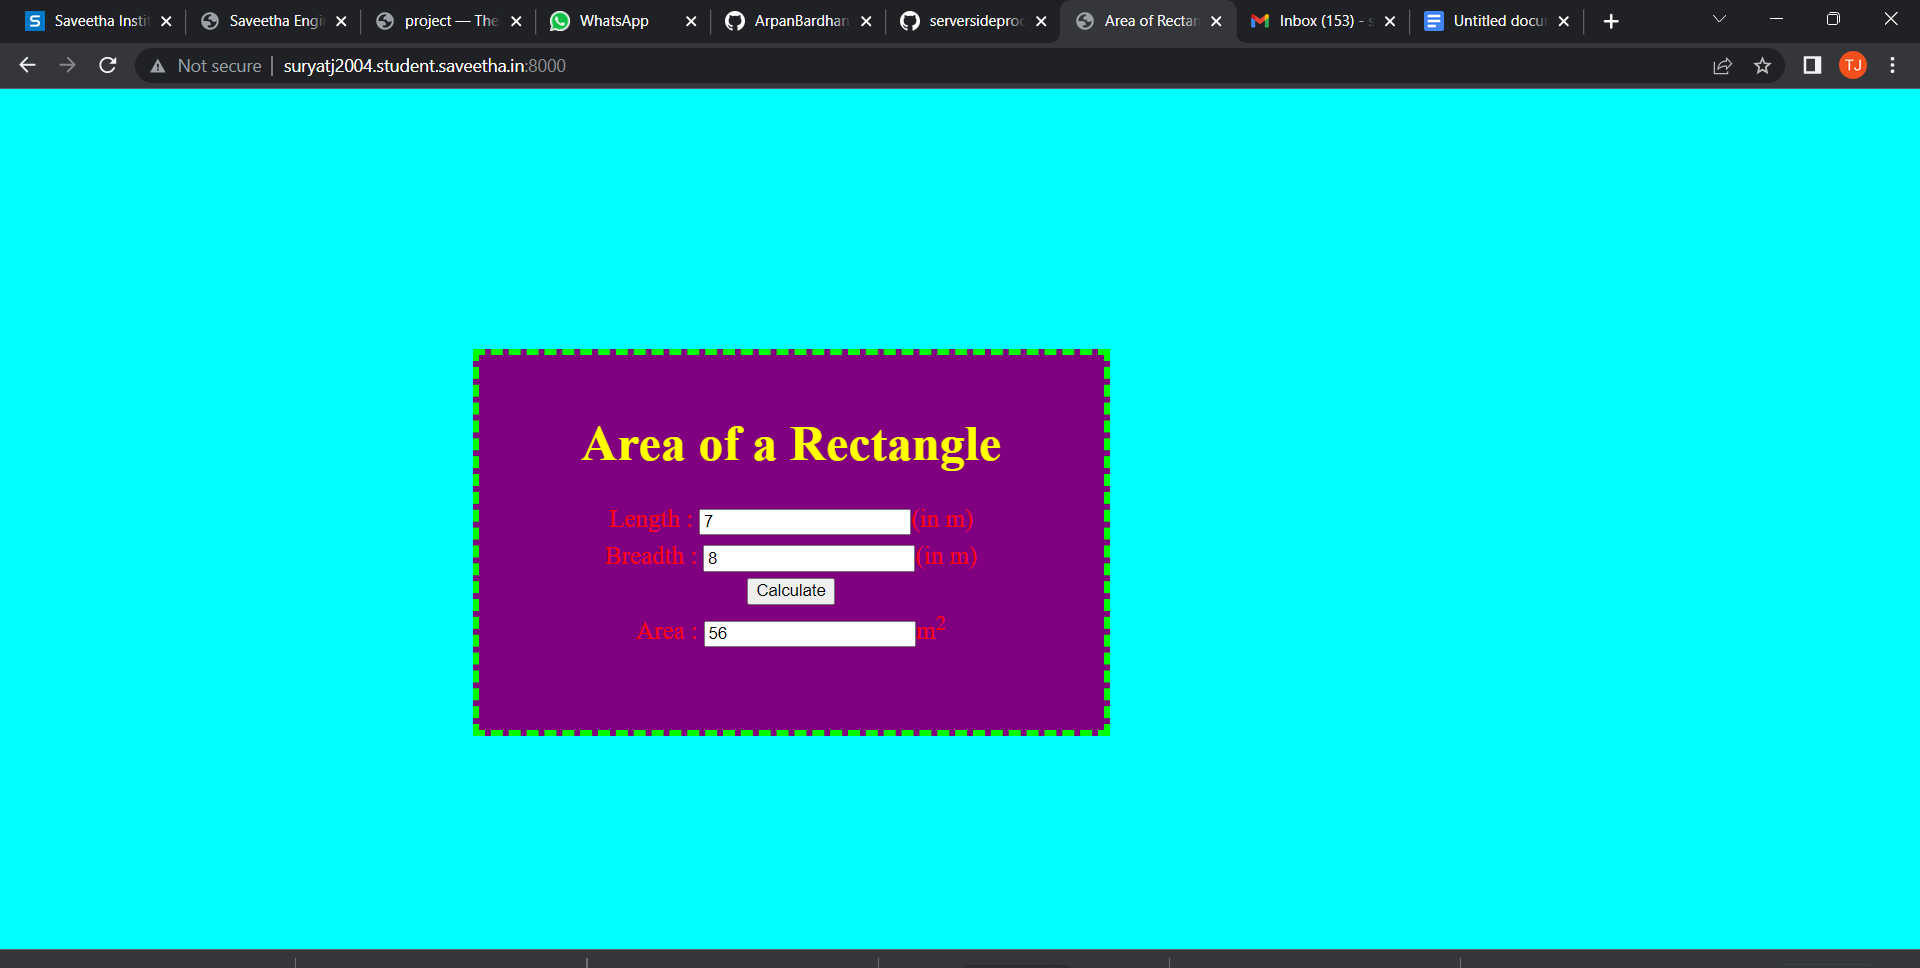 Saveetha Insti
Saveetha Engi
project — The
WhatsApp
ArpanBardhan
serversideproc
Area of Rectan
Inbox (153) - s
Untitled docu
Not secure
suryatj2004.student.saveetha.in:8000
TJ
Area of a Rectangle
Length : 7 (in m)
Breadth : 8 (in m)
Calculate
Area : 56 m²